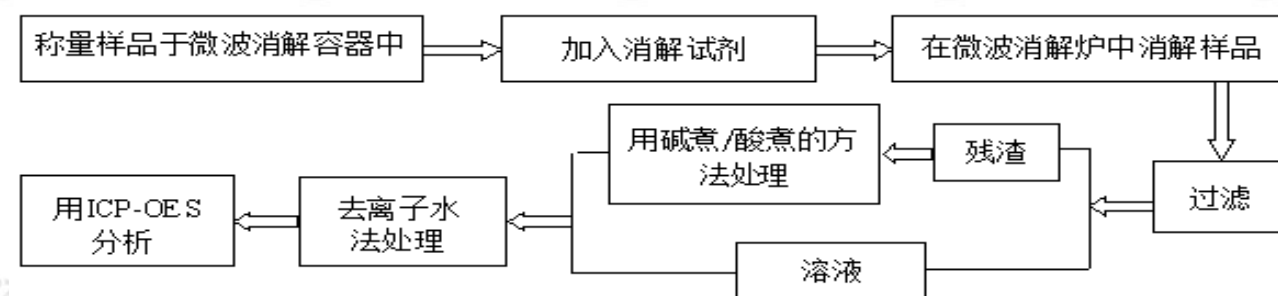 称量样品于微波消解容器中
加入消解试剂
在微波消解炉中消解样品
过滤
残渣
用碱煮/酸煮的方
法处理
溶液
去离子水
法处理
用ICP-OES
分析